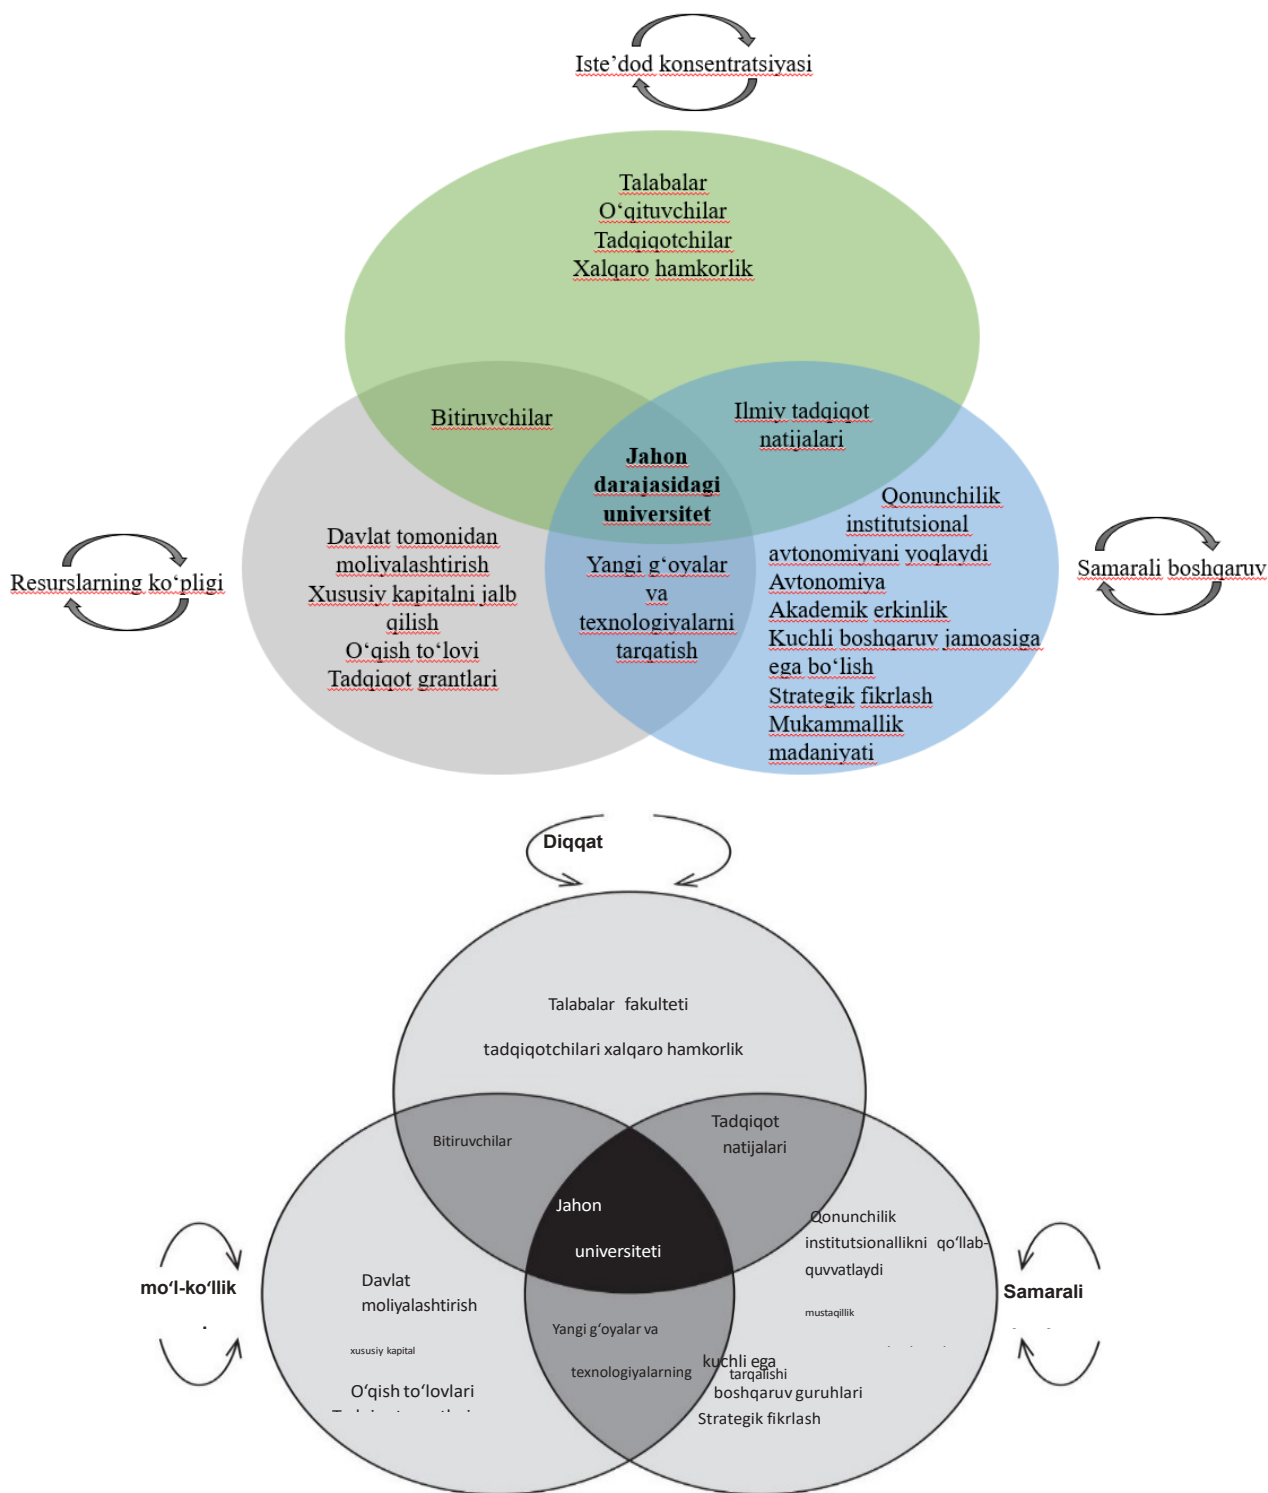 Iste’dod konsentratsiyasi
Talabalar
O‘qituvchilar
Tadqiqotchilar
Xalqaro hamkorlik
Bitiruvchilar
Ilmiy tadqiqot
natijalari
Jahon
darajasidagi
universitet
Davlat tomonidan
moliyalashtirish
Xususiy kapitalni jalb
qilish
O‘qish to‘lovi
Tadqiqot grantlari
Yangi g‘oyalar
va
texnologiyalarni
tarqatish
Qonunchilik
institutsional
avtonomiyani yoqlaydi
Avtonomiya
Akademik erkinlik
Kuchli boshqaruv jamoasiga
ega bo‘lish
Strategik fikrlash
Mukammallik
madaniyati
Resurslarning ko‘pligi
Samarali boshqaruv
Diqqat
Talabalar fakulteti
tadqiqotchilari xalqaro hamkorlik
Bitiruvchilar
Tadqiqot
natijalari
Jahon
universiteti
Qonunchilik
institutsionallikni qo‘llab-
quvvatlaydi
mustaqillik
mo‘l-ko‘llik
Samarali
Davlat
moliyalashtirish
xususiy kapital
O‘qish to‘lovlari
Yangi g‘oyalar va
texnologiyalarning
tarqalishi
kuchli ega
boshqaruv guruhlari
Strategik fikrlash